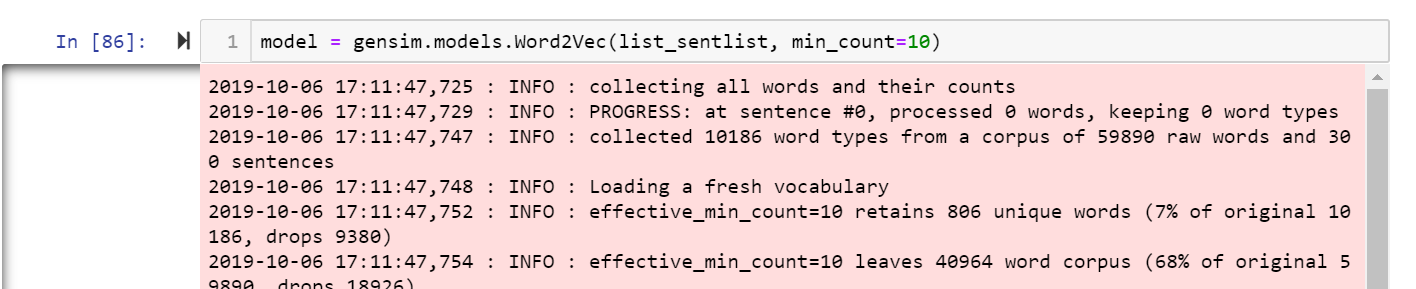 In [86]: 1 model = gensim.models.Word2Vec(list_sentlist, min_count=10)
2019-10-06 17:11:47,725 : INFO : collecting all words and their counts
2019-10-06 17:11:47,729 : INFO : PROGRESS: at sentence #0, processed 0 words, keeping 0 word types
2019-10-06 17:11:47,747 : INFO : collected 10186 word types from a corpus of 59890 raw words and 30
0 sentences
2019-10-06 17:11:47,748 : INFO : Loading a fresh vocabulary
2019-10-06 17:11:47,752 : INFO : effective_min_count=10 retains 806 unique words (7% of original 10
186, drops 9380)
2019-10-06 17:11:47,754 : INFO : effective_min_count=10 leaves 40964 word corpus (68% of original 5
9890, drops 18926)